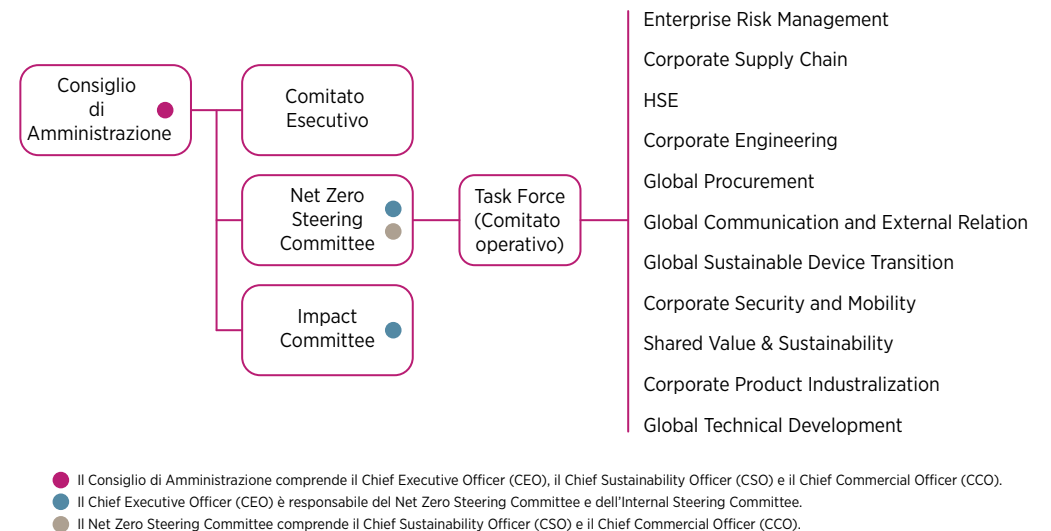 Consiglio
di
Amministrazione
Comitato
Esecutivo
Net Zero
Steering
Committee
Impact
Committee
Task Force
(Comitato
operativo)
Enterprise Risk Management
Corporate Supply Chain
HSE
Corporate Engineering
Global Procurement
Global Communication and External Relation
Global Sustainable Device Transition
Corporate Security and Mobility
Shared Value & Sustainability
Corporate Product Industralization
Global Technical Development
Il Consiglio di Amministrazione comprende il Chief Executive Officer (CEO), il Chief Sustainability Officer (CSO) e il Chief Commercial Officer (CCO).
Il Chief Executive Officer (CEO) è responsabile del Net Zero Steering Committee e dell'Internal Steering Committee.
Il Net Zero Steering Committee comprende il Chief Sustainability Officer (CSO) e il Chief Commercial Officer (CCO).